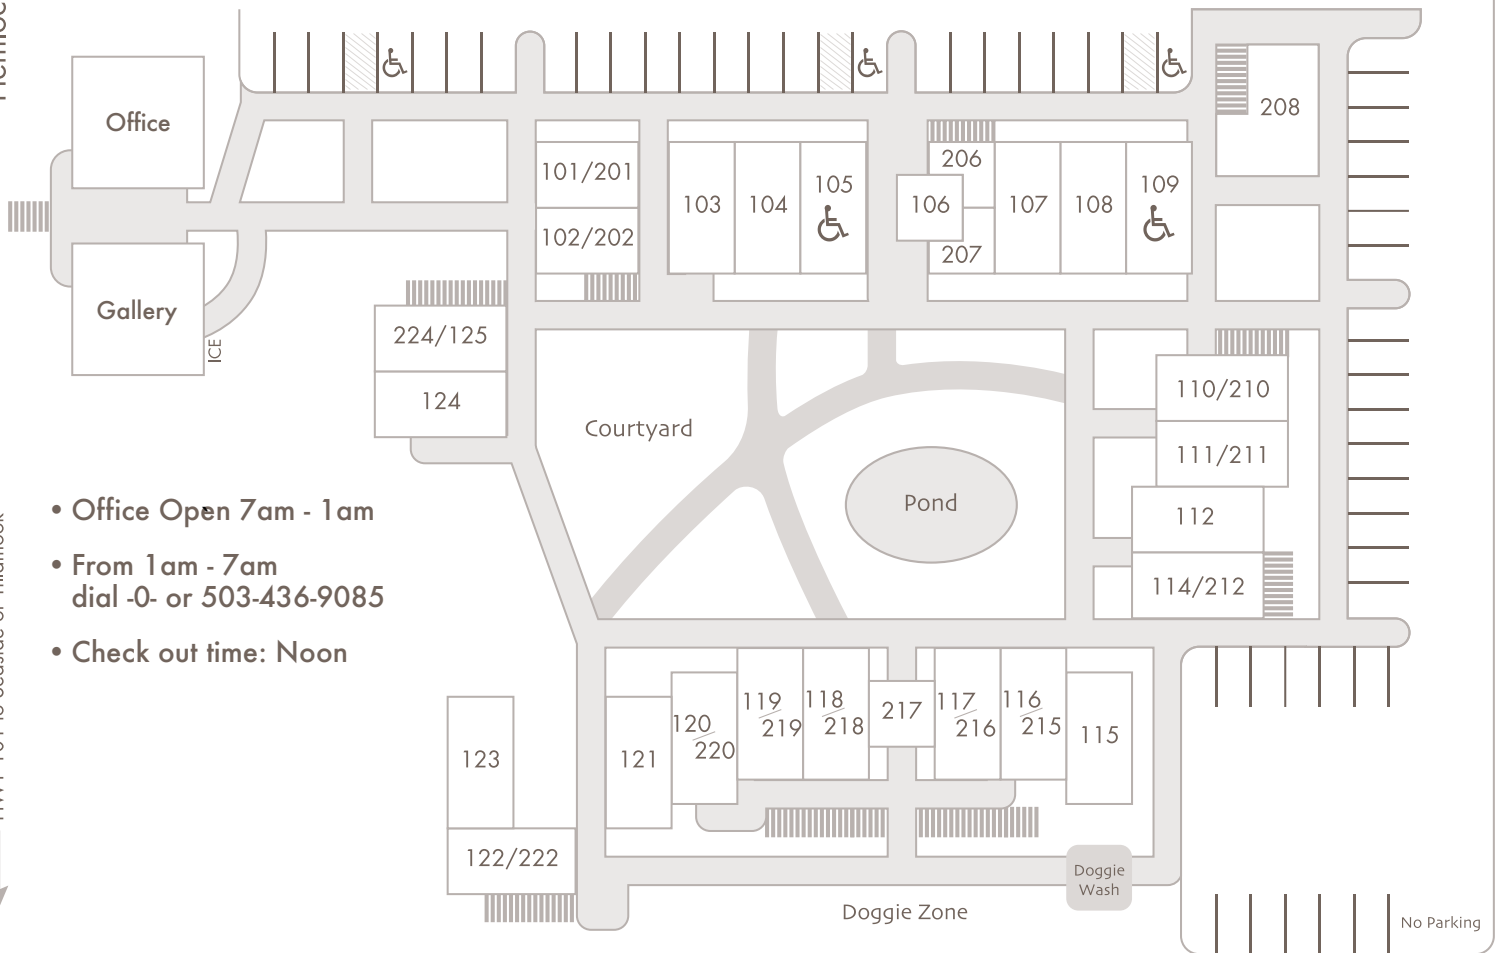 Office
208
101/201
206
105
109
103
104
106
107
108
102/202
207
Gallery
224/125
ICE
110/210
124
Courtyard
111/211
Pond
• Office Open 7am - 1am
112
• From 1am - 7am
dial -0- or 503-436-9085
114/212
• Check out time: Noon
119
219
118
218
217
117
216
116
215
120
220
115
123
121
122/222
Doggie
Wash
Doggie Zone
No Parking